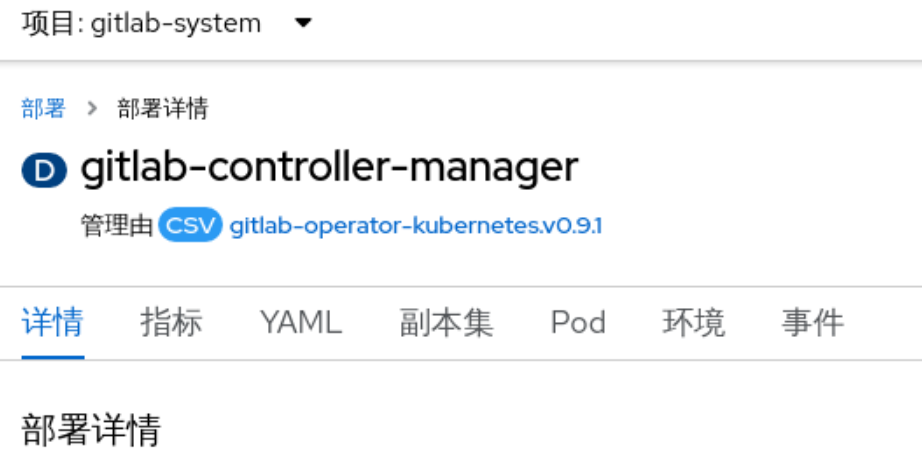 项目: gitlab-system
部署 > 部署详情
D gitlab-controller-manager
管理由 CSV gitlab-operator-kubernetes.v0.9.1
详情 指标 YAML 副本集 Pod 环境 事件
部署详情